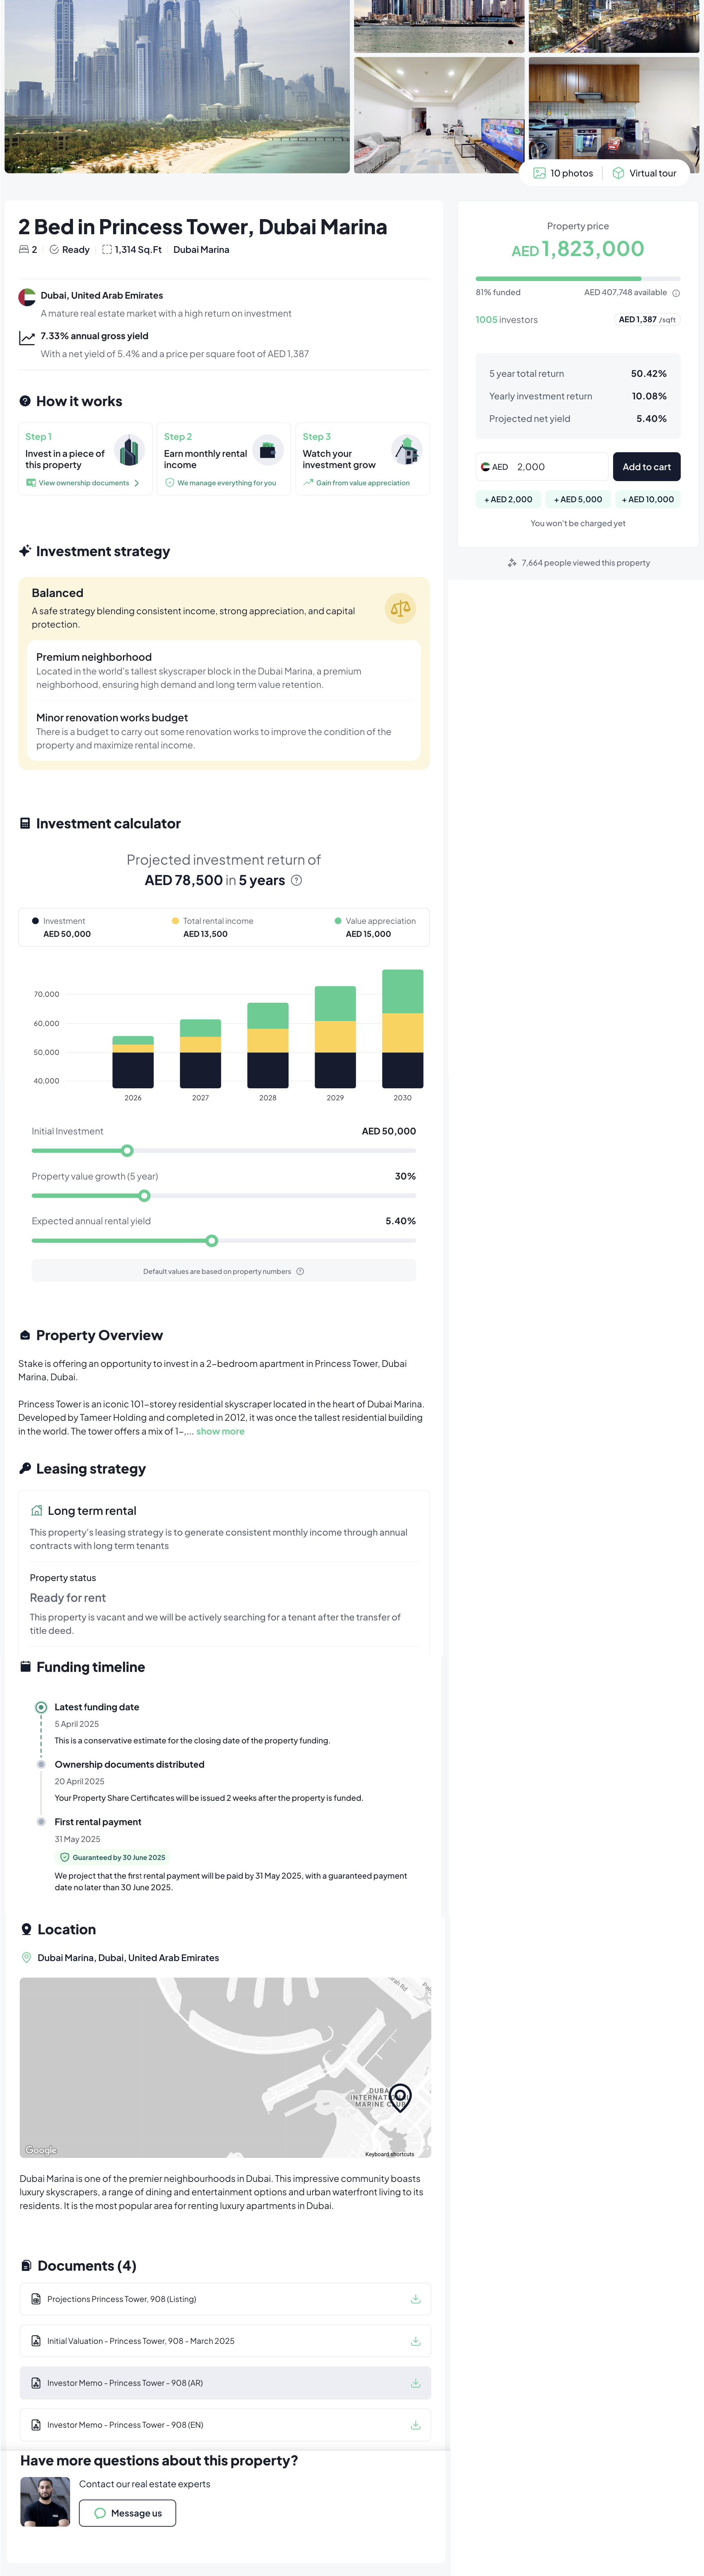 10 photos
Virtual tour
2 Bed in Princess Tower, Dubai Marina
2 Ready 1,314 Sq.Ft Dubai Marina
Dubai, United Arab Emirates
A mature real estate market with a high return on investment
7.33% annual gross yield
With a net yield of 5.4% and a price per square foot of AED 1,387
Property price
AED 1,823,000
81% funded
AED 407,748 available
1005 investors
AED 1,387 /sqft
5 year total return 50.42%
Yearly investment return 10.08%
Projected net yield 5.40%
AED 2,000
Add to cart
+ AED 2,000
+ AED 5,000
+ AED 10,000
You won't be charged yet
7,664 people viewed this property
How it works
Step 1
Invest in a piece of
this property
View ownership documents
Step 2
Earn monthly rental
income
We manage everything for you
Step 3
Watch your
investment grow
Gain from value appreciation
Investment strategy
Balanced
A safe strategy blending consistent income, strong appreciation, and capital
protection.
Premium neighborhood
Located in the world's tallest skyscraper block in the Dubai Marina, a premium
neighborhood, ensuring high demand and long term value retention.
Minor renovation works budget
There is a budget to carry out some renovation works to improve the condition of the
property and maximize rental income.
Investment calculator
Projected investment return of
AED 78,500 in 5 years
Investment
AED 50,000
Total rental income
AED 13,500
Value appreciation
AED 15,000
70,000
60,000
50,000
40,000
2026 2027 2028 2029 2030
Initial Investment AED 50,000
Property value growth (5 year) 30%
Expected annual rental yield 5.40%
Default values are based on property numbers
Property Overview
Stake is offering an opportunity to invest in a 2-bedroom apartment in Princess Tower, Dubai
Marina, Dubai.
Princess Tower is an iconic 101-storey residential skyscraper located in the heart of Dubai Marina.
Developed by Tameer Holding and completed in 2012, it was once the tallest residential building
in the world. The tower offers a mix of 1-,... show more
Leasing strategy
Long term rental
This property's leasing strategy is to generate consistent monthly income through annual
contracts with long term tenants
Property status
Ready for rent
This property is vacant and we will be actively searching for a tenant after the transfer of
title deed.
Funding timeline
Latest funding date
5 April 2025
This is a conservative estimate for the closing date of the property funding.
Ownership documents distributed
20 April 2025
Your Property Share Certificates will be issued 2 weeks after the property is funded.
First rental payment
31 May 2025
Guaranteed by 30 June 2025
We project that the first rental payment will be paid by 31 May 2025, with a guaranteed payment
date no later than 30 June 2025.
Location
Dubai Marina, Dubai, United Arab Emirates
INTERNATIONAL
MARINE CLUB
Google
Keyboard shortcuts
Dubai Marina is one of the premier neighbourhoods in Dubai. This impressive community boasts
luxury skyscrapers, a range of dining and entertainment options and urban waterfront living to its
residents. It is the most popular area for renting luxury apartments in Dubai.
Documents (4)
Projections Princess Tower, 908 (Listing)
Initial Valuation - Princess Tower, 908 - March 2025
Investor Memo - Princess Tower - 908 (AR)
Investor Memo - Princess Tower - 908 (EN)
Have more questions about this property?
Contact our real estate experts
Message us